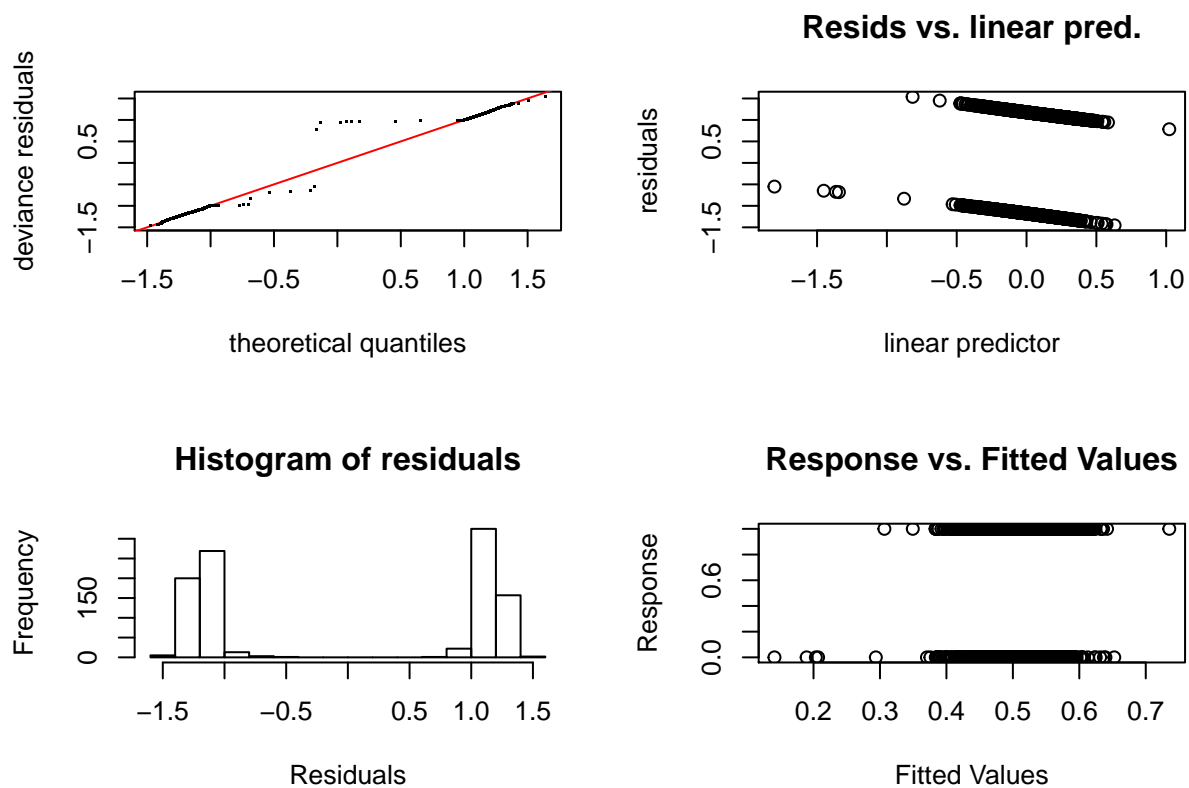 deviance residuals
−1.5 0.5
−1.5 −0.5 0.5 1.0 1.5
theoretical quantiles
Resids vs. linear pred.
residuals
−1.5 0.5
−1.5 −0.5 0.0 0.5 1.0
linear predictor
Histogram of residuals
Frequency
0 150
−1.5 −0.5 0.5 1.0 1.5
Residuals
Response vs. Fitted Values
Response
0.0 0.6
0.2 0.3 0.4 0.5 0.6 0.7
Fitted Values